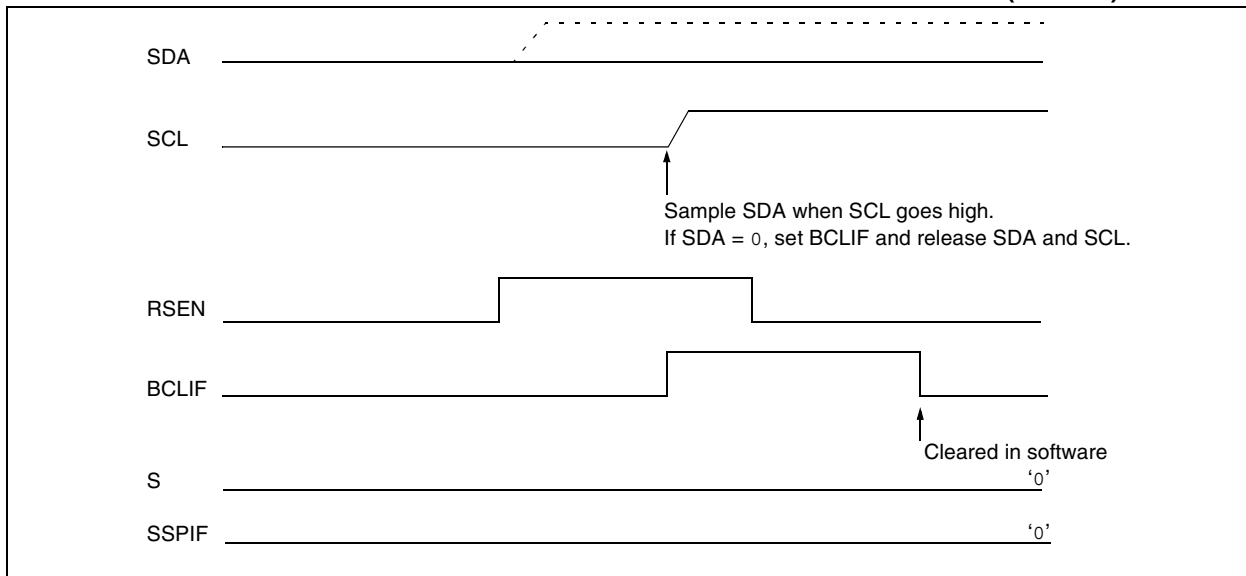 SDA
SCL
Sample SDA when SCL goes high.
If SDA = 0, set BCLIF and release SDA and SCL.
RSEN
BCLIF
Cleared in software
S
‘0’
SSPIF
‘0’